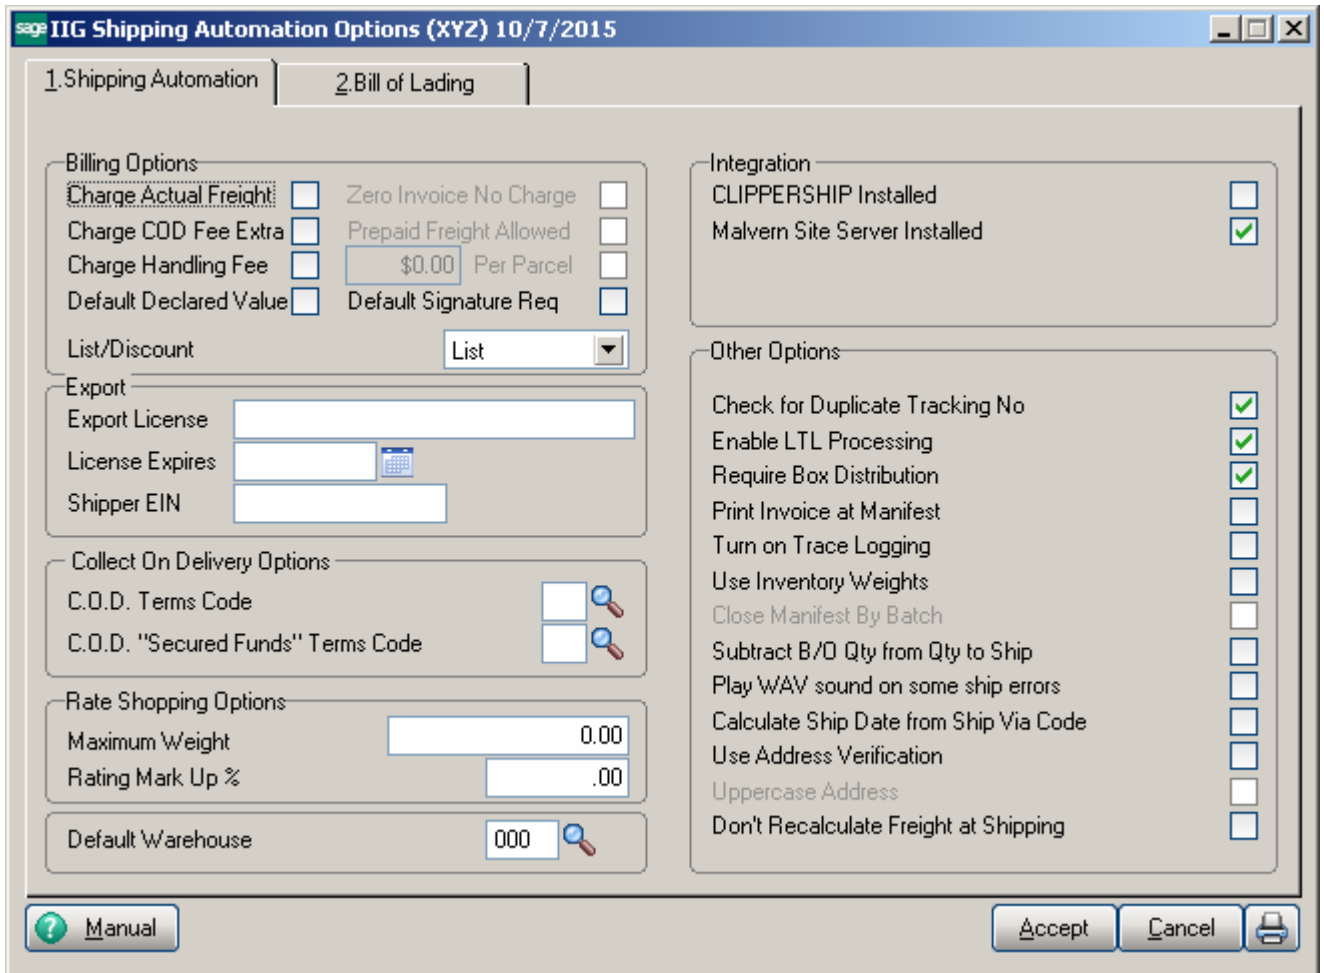 sage IIG Shipping Automation Options (XYZ) 10/7/2015
1.Shipping Automation
2.Bill of Lading
Billing Options
Charge Actual Freight
Zero Invoice No Charge
Charge COD Fee Extra
Prepaid Freight Allowed
Charge Handling Fee
$0.00 Per Parcel
Default Declared Value
Default Signature Req
List/Discount
List
Export
Export License
License Expires
Shipper EIN
Collect On Delivery Options
C.O.D. Terms Code
C.O.D. "Secured Funds" Terms Code
Rate Shopping Options
Maximum Weight
0.00
Rating Mark Up %
.00
Default Warehouse
000
Integration
CLIPPERSHIP Installed
Malvern Site Server Installed
Other Options
Check for Duplicate Tracking No
Enable LTL Processing
Require Box Distribution
Print Invoice at Manifest
Turn on Trace Logging
Use Inventory Weights
Close Manifest By Batch
Subtract B/O Qty from Qty to Ship
Play WAV sound on some ship errors
Calculate Ship Date from Ship Via Code
Use Address Verification
Uppercase Address
Don't Recalculate Freight at Shipping
? Manual
Accept
Cancel